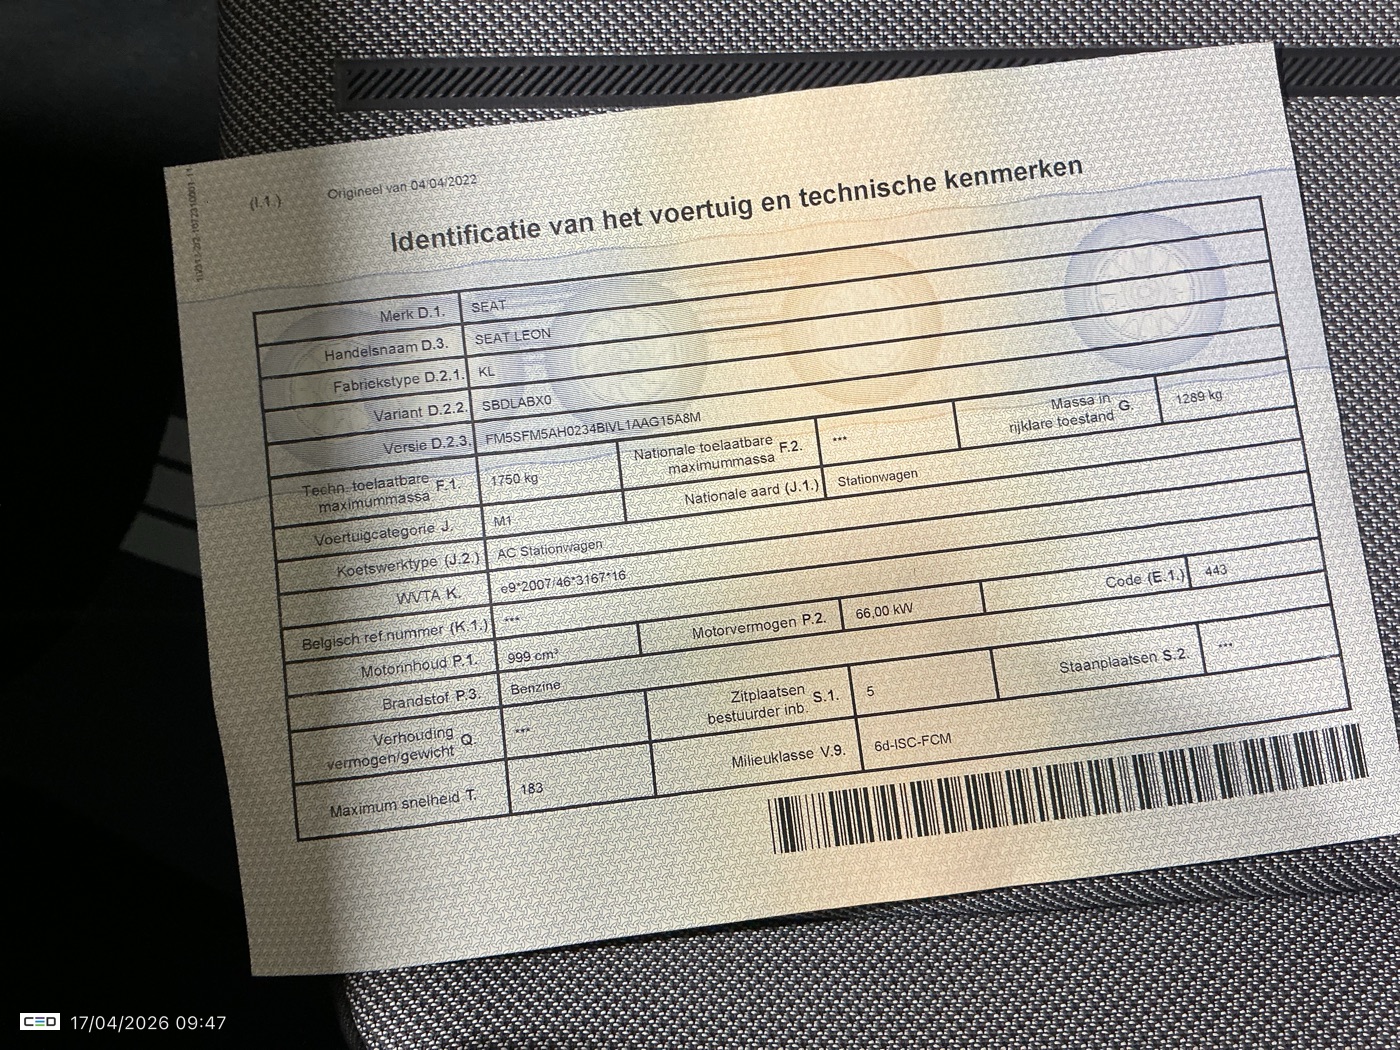 (I.1.) Origineel van 04/04/2022
Identificatie van het voertuig en technische kenmerken
Merk D.1. SEAT
Handelsnaam D.3. SEAT LEON
Fabriekstype D.2.1. KL
Variant D.2.2. SBDLABX0
Versie D.2.3. FM5SFM5AH0234BIVL1AAG15A8M
Techn. toelaatbare maximummassa F.1. 1750 kg Nationale toelaatbare maximummassa F.2. *** Massa in rijklare toestand G. 1289 kg
Voertuigcategorie J. M1 Nationale aard (J.1.) Stationwagen
Koetswerktype (J.2.) AC Stationwagen
WVTA K. e9*2007/46*3167*16
Belgisch ref.nummer (K.1.) ***
Motorinhoud P.1. 999 cm³ Motorvermogen P.2. 66,00 kW Code (E.1.) 443
Brandstof P.3. Benzine
Verhouding vermogen/gewicht Q. *** Zitplaatsen bestuurder inb. S.1. 5 Staanplaatsen S.2. ***
Maximum snelheid T. 183 Milieuklasse V.9. 6d-ISC-FCM
CED 17/04/2026 09:47